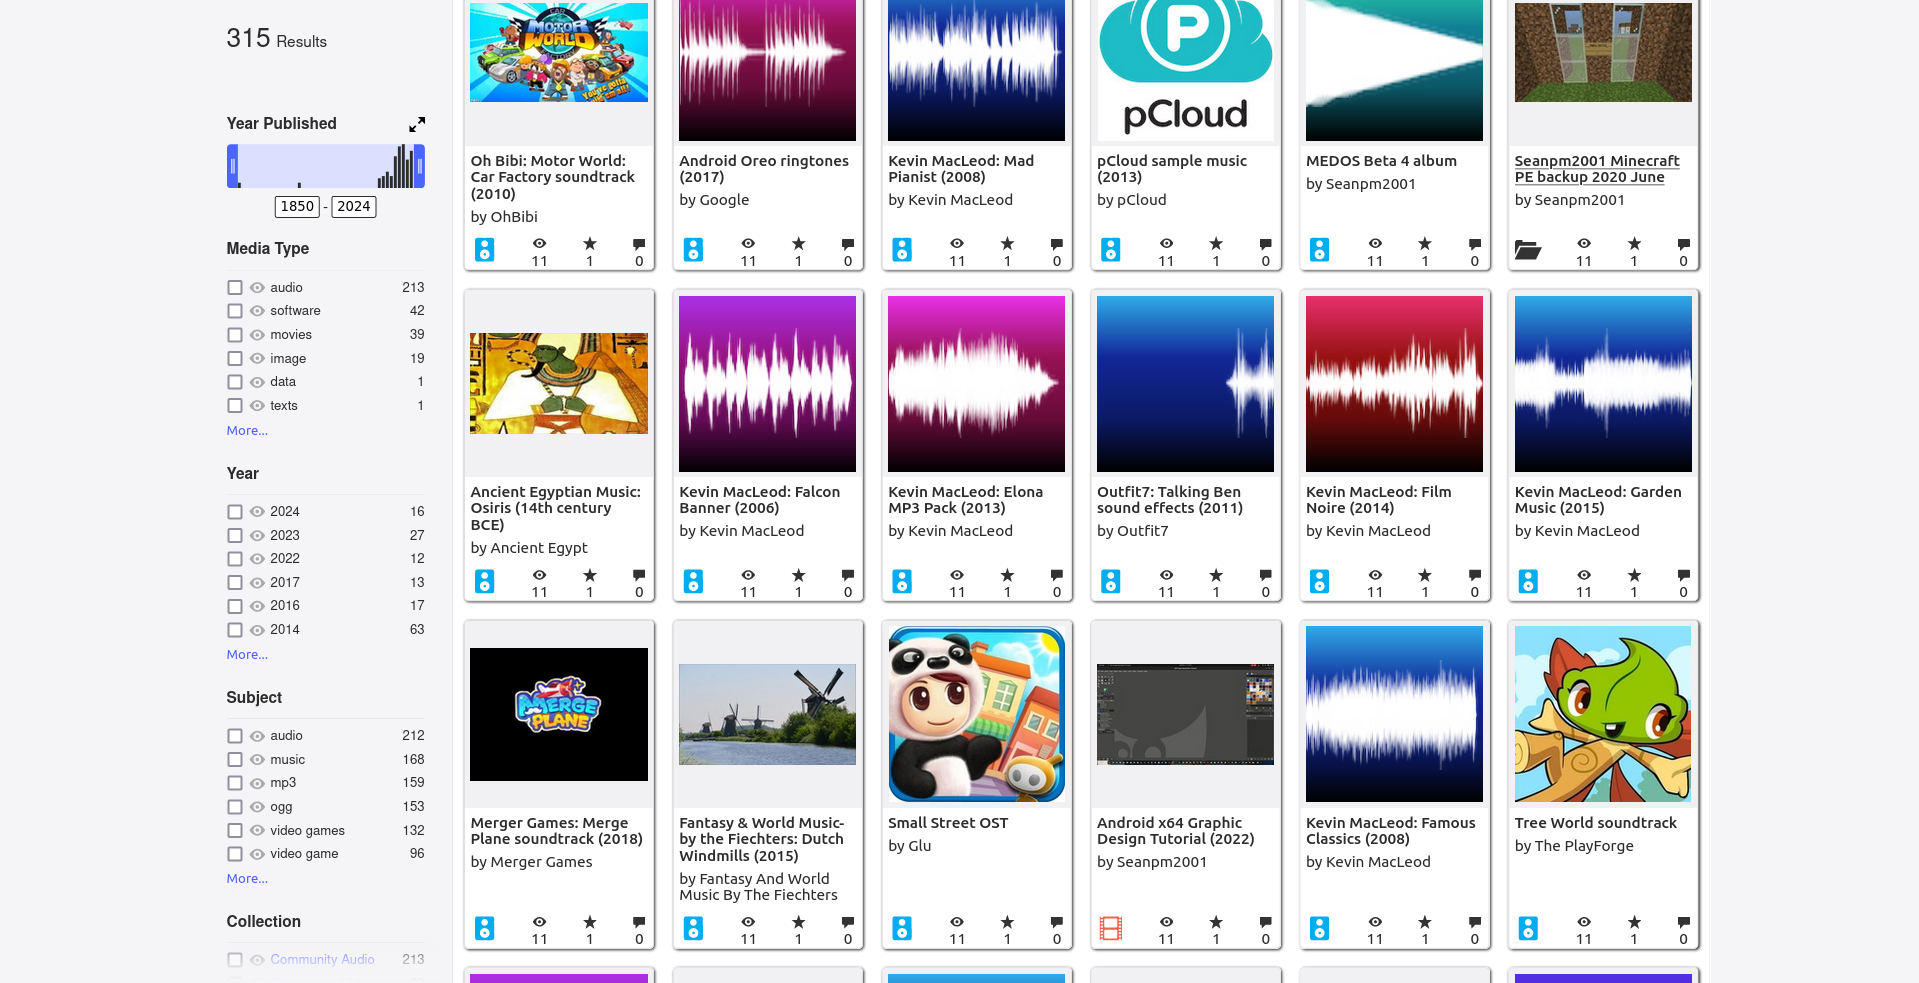 315 Results
Year Published
1850 - 2024
Media Type
audio 213
software 42
movies 39
image 19
data 1
texts 1
More...
Year
2024 16
2023 27
2022 12
2017 13
2016 17
2014 63
More...
Subject
audio 212
music 168
mp3 159
ogg 153
video games 132
video game 96
More...
Collection
Community Audio 213
CAR
MOTOR
WORLD
FACTORY
You've gotta
Oh Bibi: Motor World:
Car Factory soundtrack
(2010)
by OhBibi
11 1 0
Android Oreo ringtones
(2017)
by Google
11 1 0
Kevin MacLeod: Mad
Pianist (2008)
by Kevin MacLeod
11 1 0
P
pCloud
pCloud sample music
(2013)
by pCloud
11 1 0
MEDOS Beta 4 album
by Seanpm2001
11 1 0
Seanpm2001 Minecraft
PE backup 2020 June
by Seanpm2001
11 1 0
Ancient Egyptian Music:
Osiris (14th century
BCE)
by Ancient Egypt
11 1 0
Kevin MacLeod: Falcon
Banner (2006)
by Kevin MacLeod
11 1 0
Kevin MacLeod: Elona
MP3 Pack (2013)
by Kevin MacLeod
11 1 0
Outfit7: Talking Ben
sound effects (2011)
by Outfit7
11 1 0
Kevin MacLeod: Film
Noire (2014)
by Kevin MacLeod
11 1 0
Kevin MacLeod: Garden
Music (2015)
by Kevin MacLeod
11 1 0
MERGE
PLANE
Merger Games: Merge
Plane soundtrack (2018)
by Merger Games
11 1 0
Fantasy & World Music-
by the Fiechters: Dutch
Windmills (2015)
by Fantasy And World
Music By The Fiechters
11 1 0
Small Street OST
by Glu
11 1 0
Android x64 Graphic
Design Tutorial (2022)
by Seanpm2001
11 1 0
Kevin MacLeod: Famous
Classics (2008)
by Kevin MacLeod
11 1 0
Tree World soundtrack
by The PlayForge
11 1 0